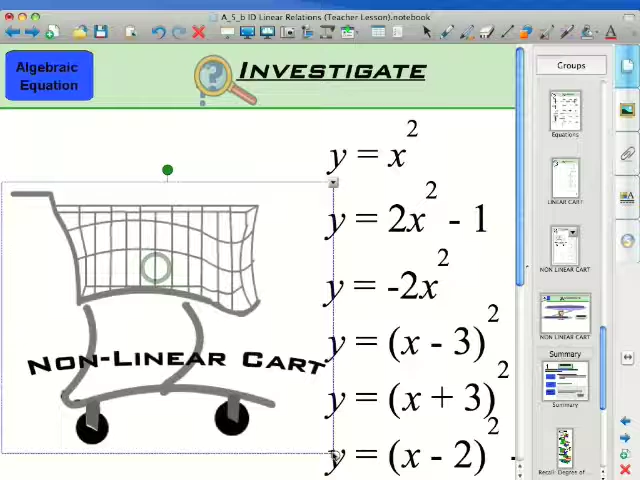 A_5_b ID Linear Relations (Teacher Lesson).notebook
Algebraic
Equation
INVESTIGATE
Groups
y = x²
Equations
y = 2x² - 1
LINEAR CART
y = -2x²
NON LINEAR CART
y = (x - 3)²
NON LINEAR CART
NON-LINEAR CART
Summary
y = (x + 3)²
Summary
y = (x - 2)² -
Recall- Degree of ...